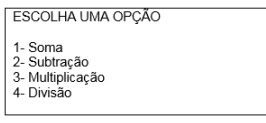 ESCOLHA UMA OPÇÃO
1- Soma
2- Subtração
3- Multiplicação
4- Divisão